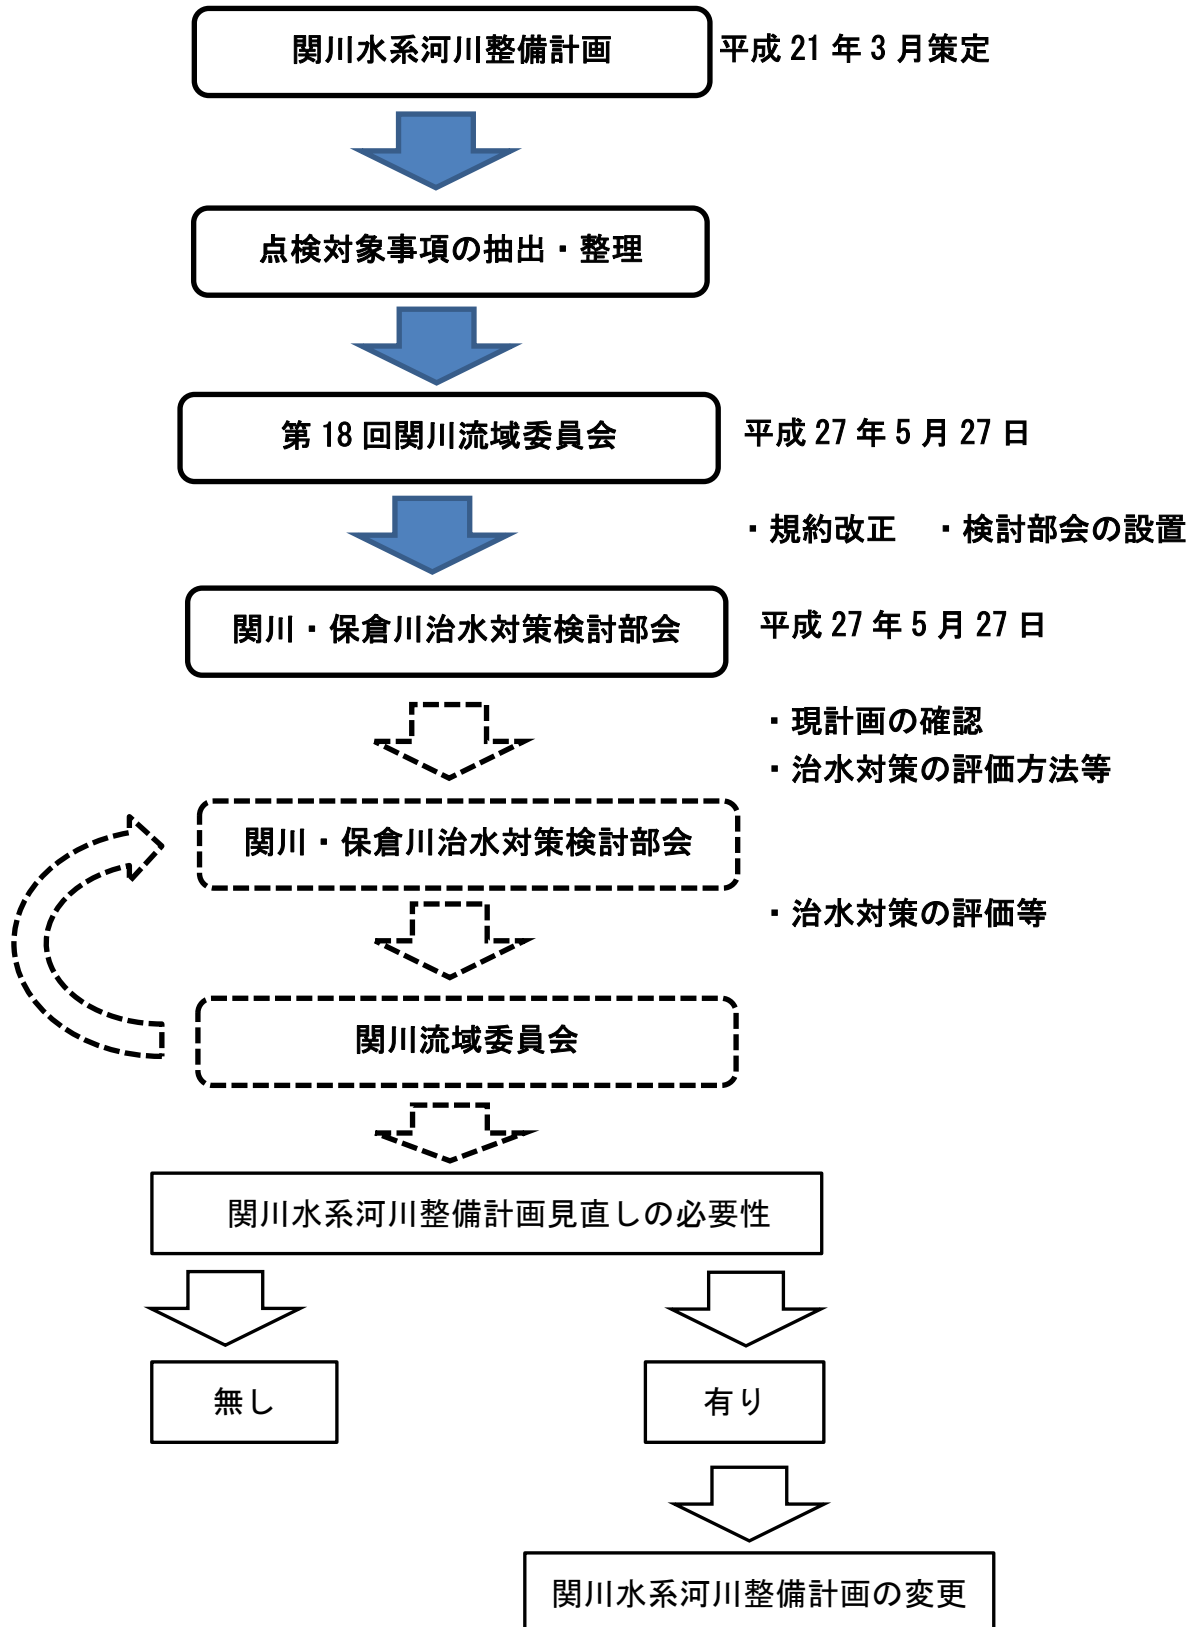 関川水系河川整備計画
平成 21 年 3 月策定
点検対象事項の抽出・整理
第 18 回関川流域委員会
平成 27 年 5 月 27 日
・規約改正　・検討部会の設置
関川・保倉川治水対策検討部会
平成 27 年 5 月 27 日
・現計画の確認
・治水対策の評価方法等
関川・保倉川治水対策検討部会
・治水対策の評価等
関川流域委員会
関川水系河川整備計画見直しの必要性
無し
有り
関川水系河川整備計画の変更